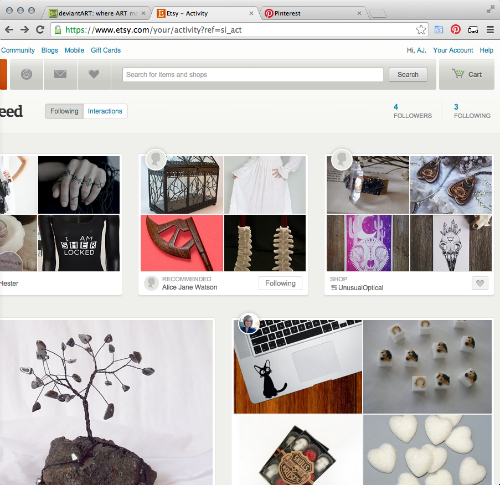 deviantART: where ART m
Etsy - Activity
Pinterest
https://www.etsy.com/your/activity?ref=si_act
Community Blogs Mobile Gift Cards
Hi, AJ. Your Account Help
Search for items and shops
Search
Cart
eed
Following
Interactions
4
FOLLOWERS
3
FOLLOWING
I AM
SHER
LOCKED
Hester
RECOMMENDED
Alice Jane Watson
Following
SHOP
UnusualOptical